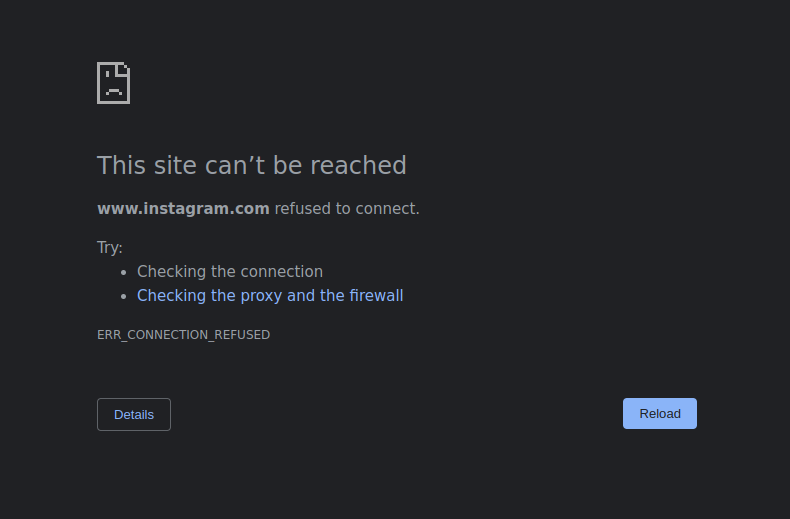 This site can’t be reached
www.instagram.com refused to connect.
Try:
Checking the connection
Checking the proxy and the firewall
ERR_CONNECTION_REFUSED
Details
Reload